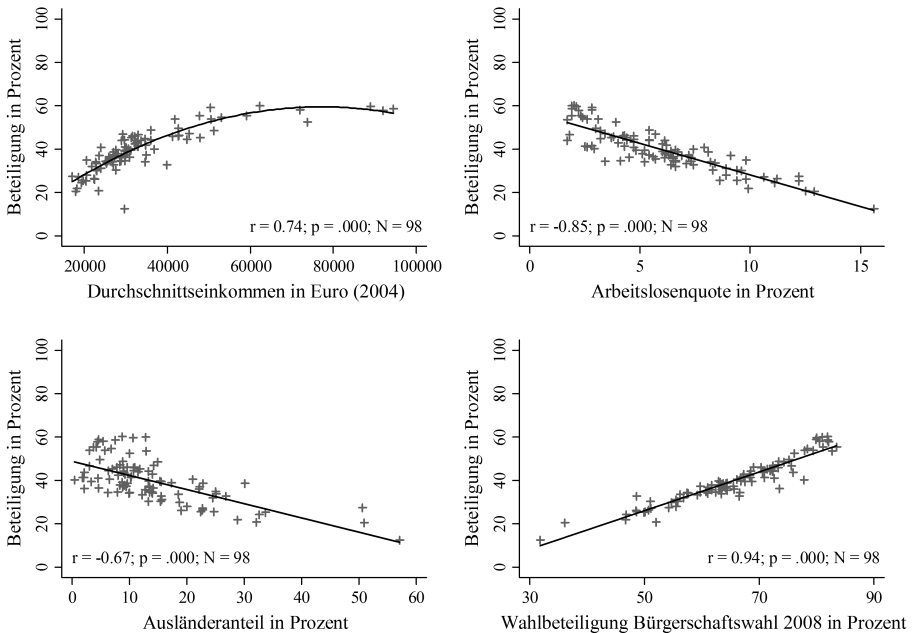 Beteiligung in Prozent
100
80
60
40
20
0
r = 0.74; p = .000; N = 98
20000 40000 60000 80000 100000
Durchschnittseinkommen in Euro (2004)
Beteiligung in Prozent
100
80
60
40
20
0
r = -0.85; p = .000; N = 98
0 5 10 15
Arbeitslosenquote in Prozent
Beteiligung in Prozent
100
80
60
40
20
0
r = -0.67; p = .000; N = 98
0 10 20 30 40 50 60
Ausländeranteil in Prozent
Beteiligung in Prozent
100
80
60
40
20
0
r = 0.94; p = .000; N = 98
30 50 70 90
Wahlbeteiligung Bürgerschaftswahl 2008 in Prozent